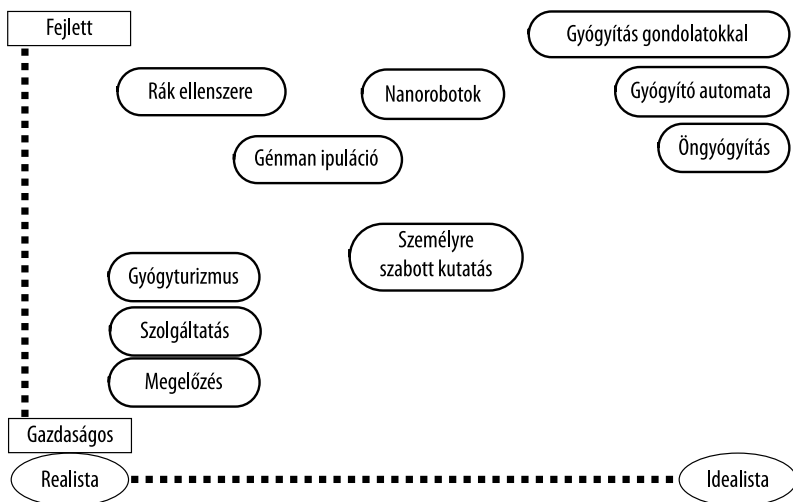 Fejlett
Gyógyítás gondolatokkal
Rák ellenszere
Nanorobotok
Gyógyító automata
Génman ipuláció
Öngyógyítás
Személyre
szabott kutatás
Gyógyturizmus
Szolgáltatás
Megelőzés
Gazdaságos
Realista
Idealista